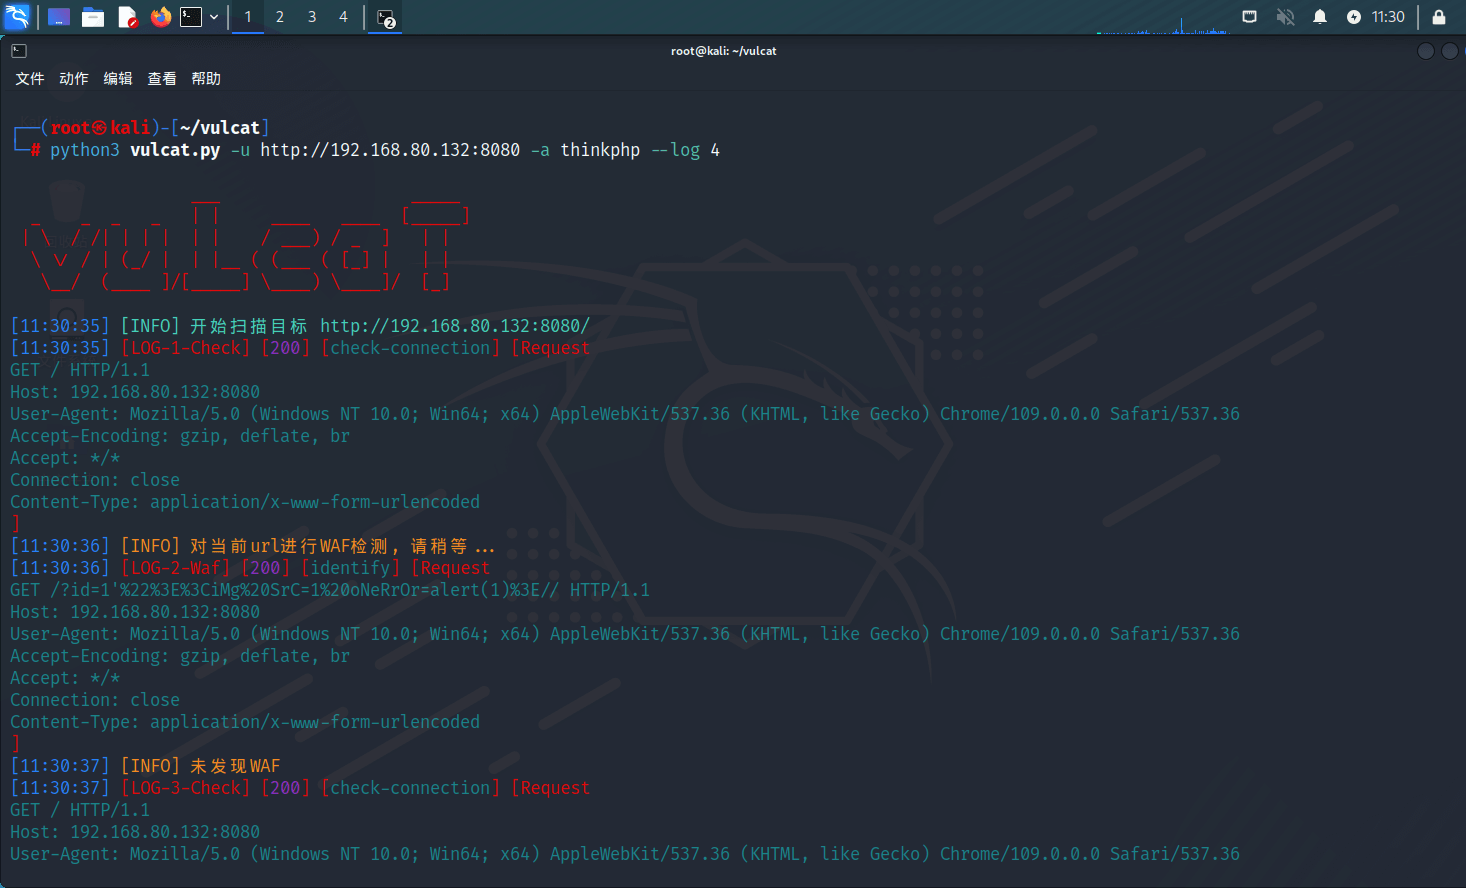 1 2 3 4 2 11:30
root@kali: ~/vulcat
文件 动作 编辑 查看 帮助
┌──(root㉿kali)-[~/vulcat]
└─# python3 vulcat.py -u http://192.168.80.132:8080 -a thinkphp --log 4
vulcat
[11:30:35] [INFO] 开始扫描目标 http://192.168.80.132:8080/
[11:30:35] [LOG-1-Check] [200] [check-connection] [Request
GET / HTTP/1.1
Host: 192.168.80.132:8080
User-Agent: Mozilla/5.0 (Windows NT 10.0; Win64; x64) AppleWebKit/537.36 (KHTML, like Gecko) Chrome/109.0.0.0 Safari/537.36
Accept-Encoding: gzip, deflate, br
Accept: */*
Connection: close
Content-Type: application/x-www-form-urlencoded
]
[11:30:36] [INFO] 对当前url进行WAF检测, 请稍等...
[11:30:36] [LOG-2-Waf] [200] [identify] [Request
GET /?id=1'%22%3E%3CiMg%20SrC=1%20oNeRrOr=alert(1)%3E// HTTP/1.1
Host: 192.168.80.132:8080
User-Agent: Mozilla/5.0 (Windows NT 10.0; Win64; x64) AppleWebKit/537.36 (KHTML, like Gecko) Chrome/109.0.0.0 Safari/537.36
Accept-Encoding: gzip, deflate, br
Accept: */*
Connection: close
Content-Type: application/x-www-form-urlencoded
]
[11:30:37] [INFO] 未发现WAF
[11:30:37] [LOG-3-Check] [200] [check-connection] [Request
GET / HTTP/1.1
Host: 192.168.80.132:8080
User-Agent: Mozilla/5.0 (Windows NT 10.0; Win64; x64) AppleWebKit/537.36 (KHTML, like Gecko) Chrome/109.0.0.0 Safari/537.36